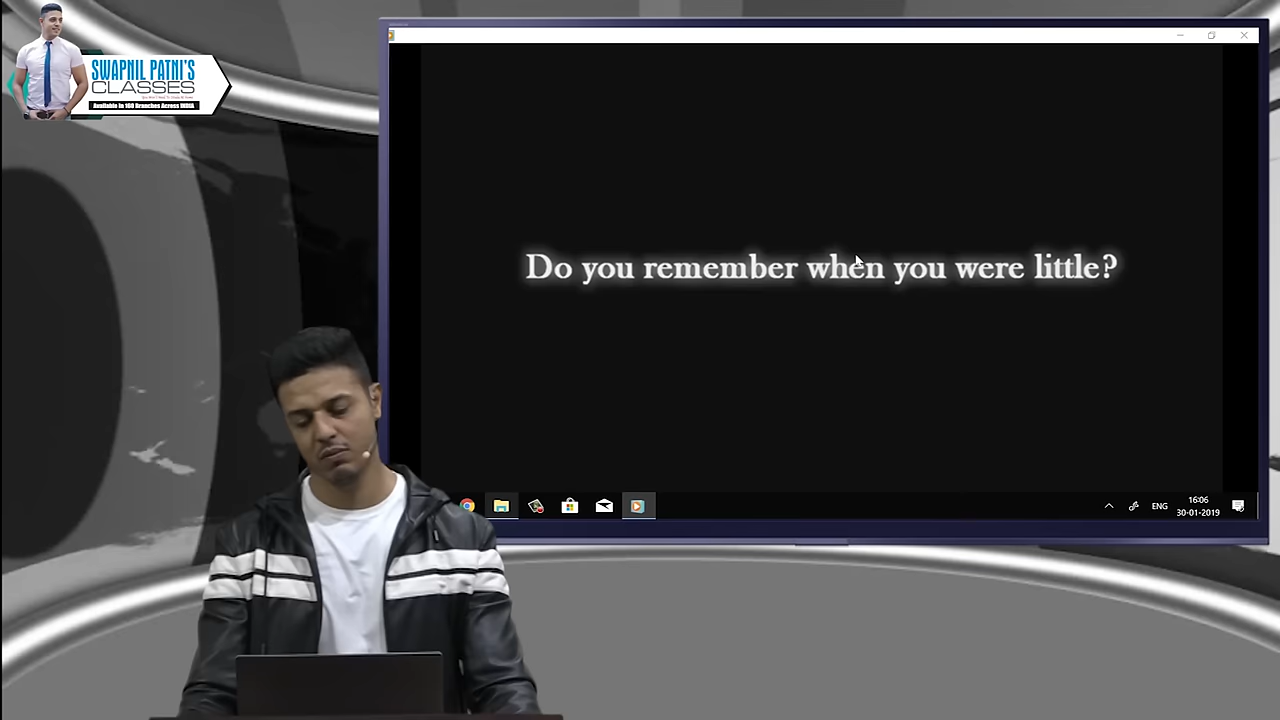 SWAPNIL PATNI'S
CLASSES
Available in 160 Branches Across INDIA
Do you remember when you were little?
ENG
16:06
30-01-2019